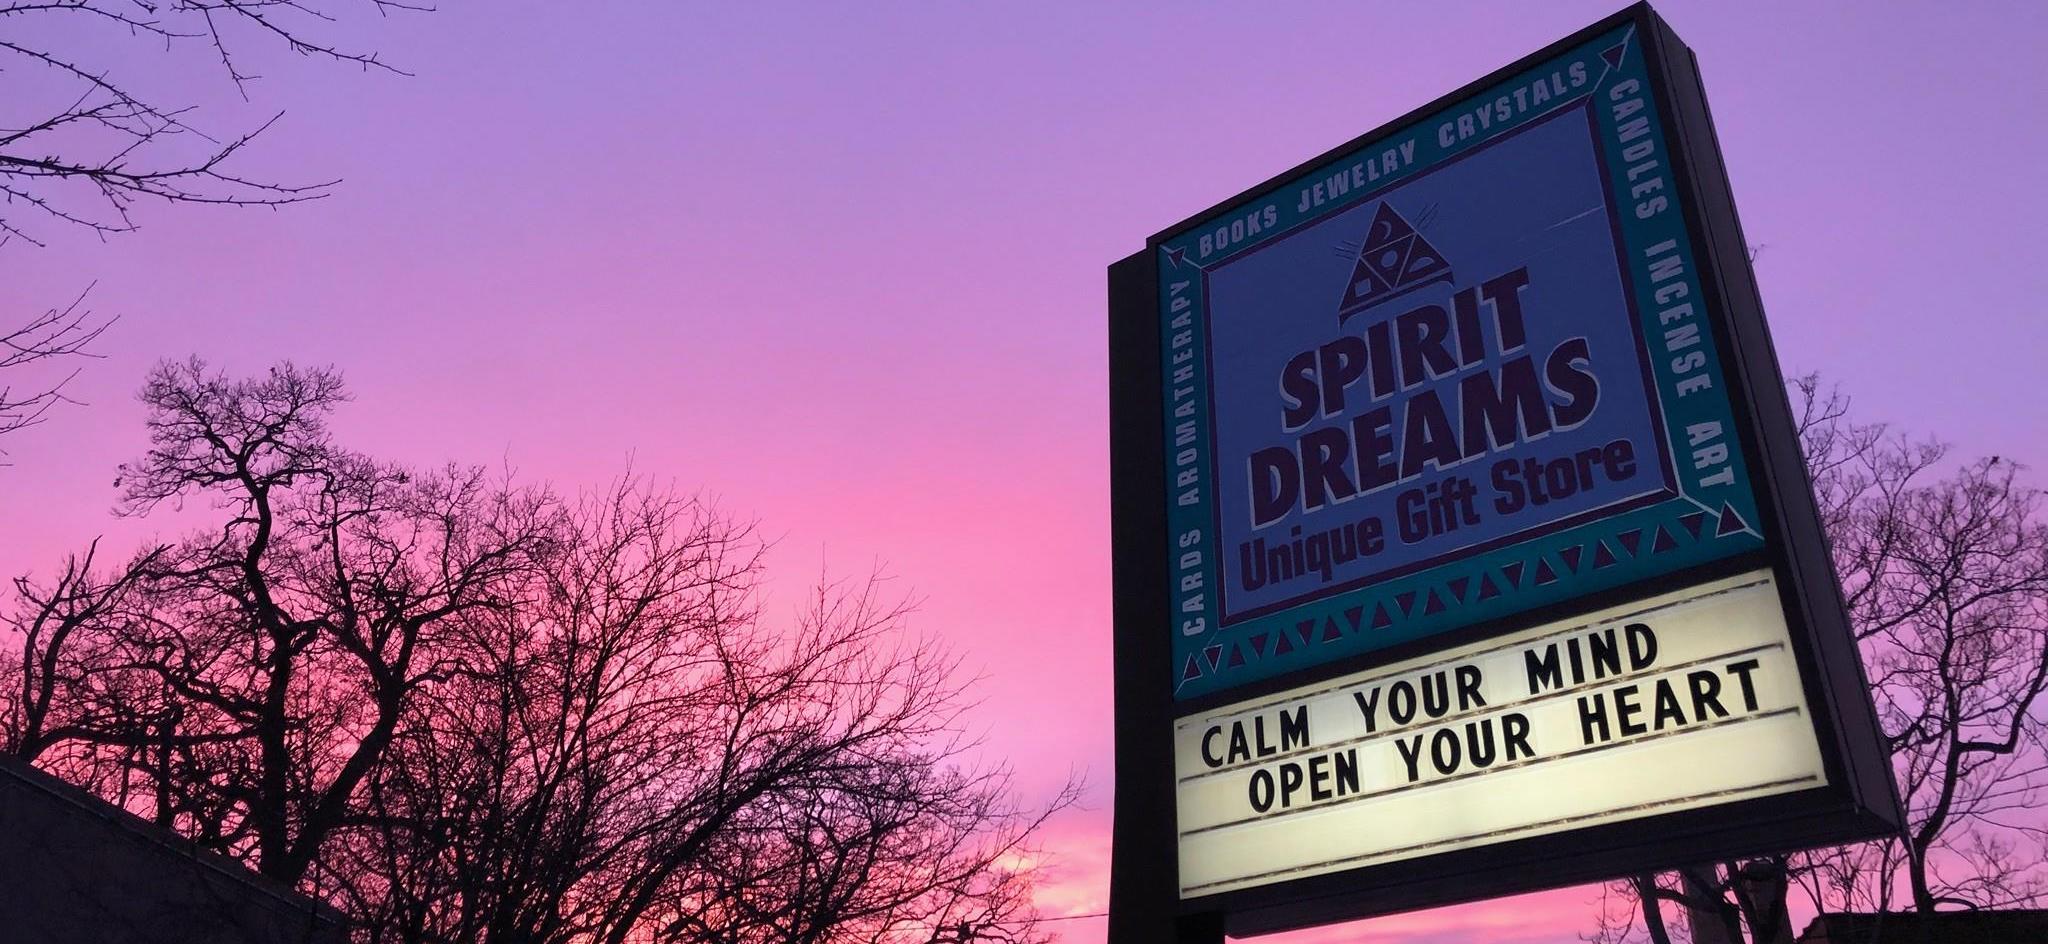 BOOKS JEWELRY CRYSTALS
CANDLES INCENSE ART
CARDS AROMATHERAPY
SPIRIT
DREAMS
Unique Gift Store
CALM YOUR MIND
OPEN YOUR HEART